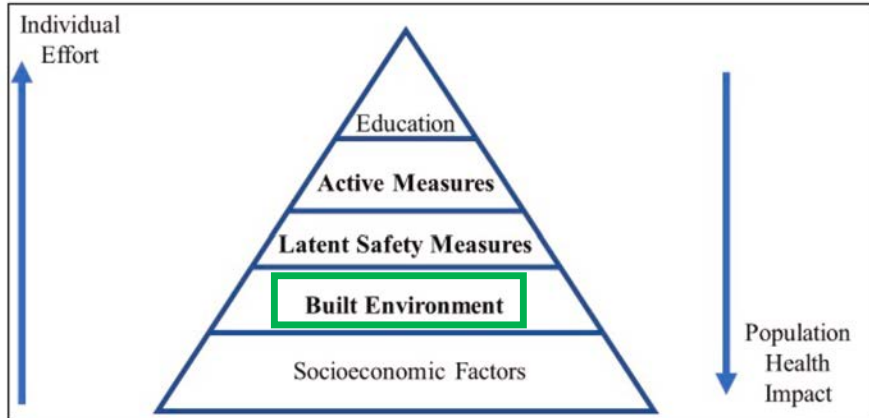 Individual
Effort
Education
Active Measures
Latent Safety Measures
Built Environment
Socioeconomic Factors
Population
Health
Impact